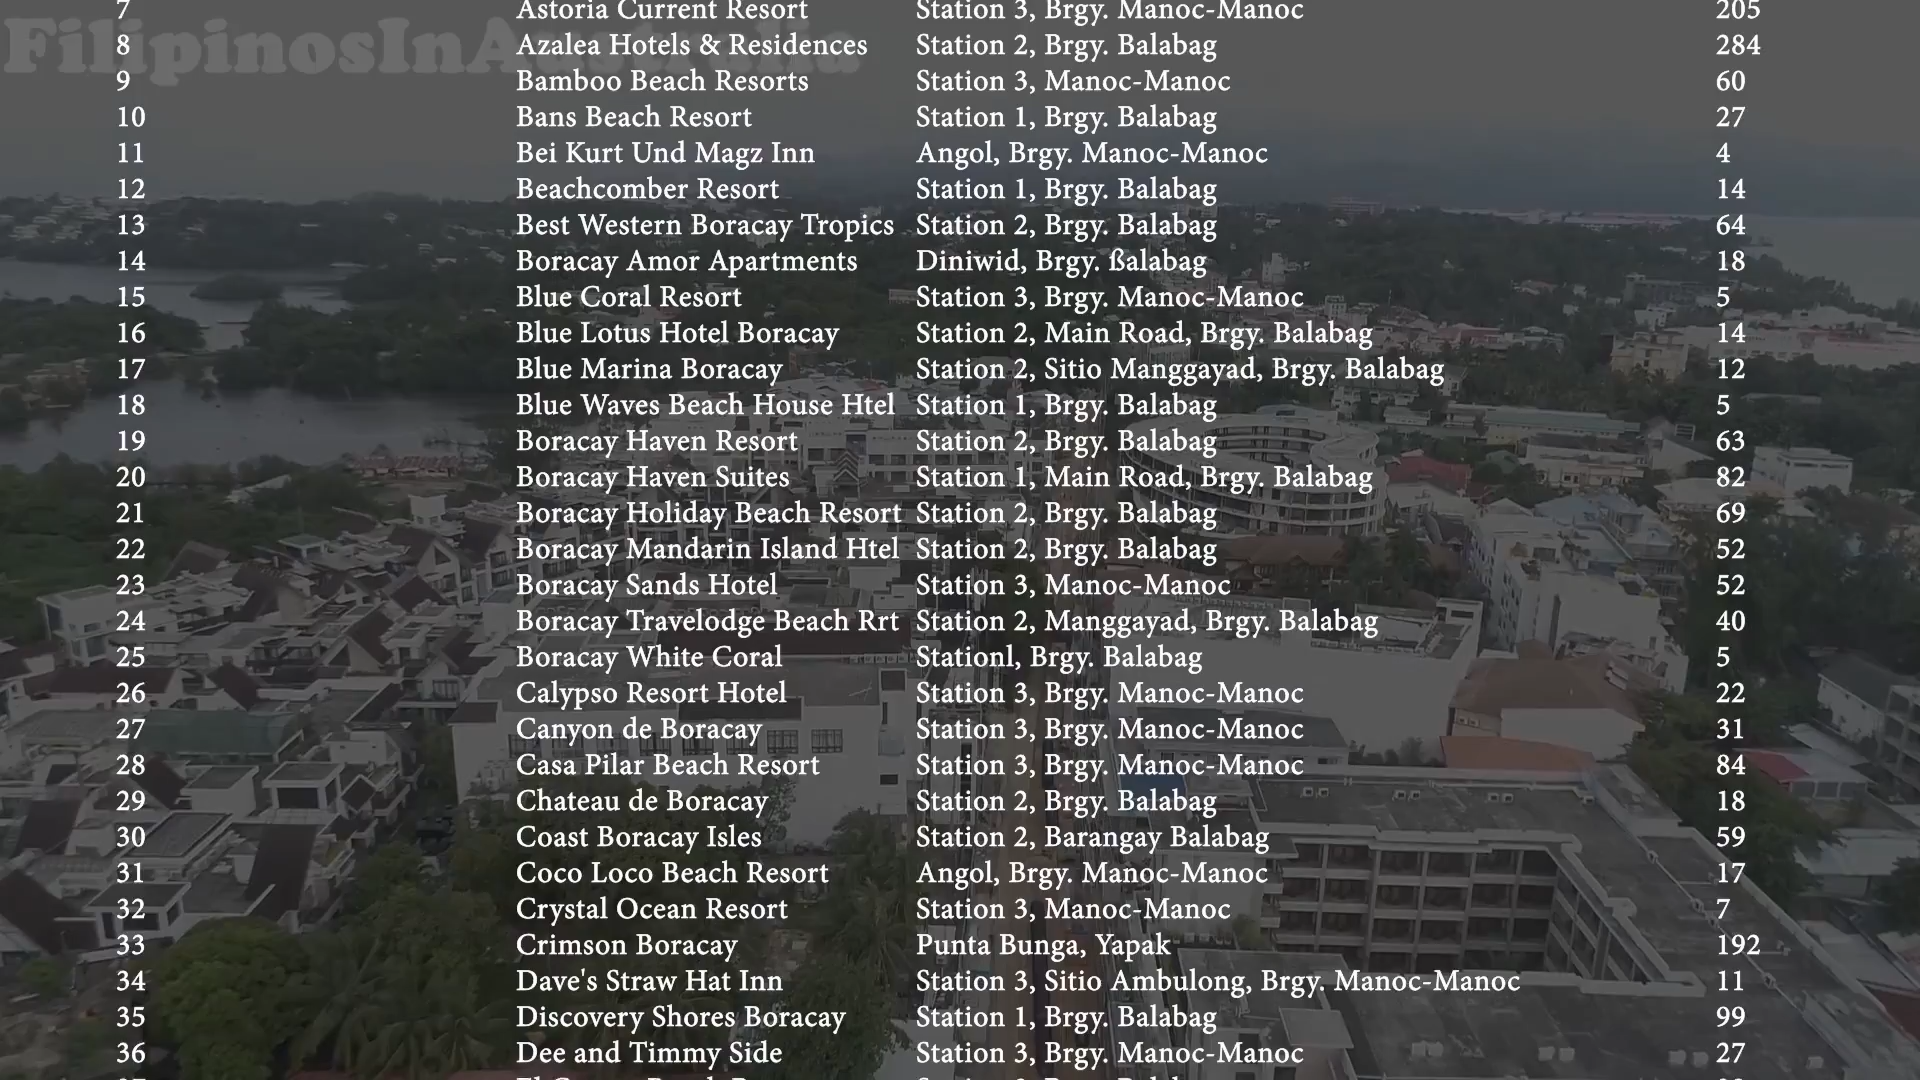 FilipinosInAustralia
7 Astoria Current Resort Station 3, Brgy. Manoc-Manoc 205
8 Azalea Hotels & Residences Station 2, Brgy. Balabag 284
9 Bamboo Beach Resorts Station 3, Manoc-Manoc 60
10 Bans Beach Resort Station 1, Brgy. Balabag 27
11 Bei Kurt Und Magz Inn Angol, Brgy. Manoc-Manoc 4
12 Beachcomber Resort Station 1, Brgy. Balabag 14
13 Best Western Boracay Tropics Station 2, Brgy. Balabag 64
14 Boracay Amor Apartments Diniwid, Brgy. ßalabag 18
15 Blue Coral Resort Station 3, Brgy. Manoc-Manoc 5
16 Blue Lotus Hotel Boracay Station 2, Main Road, Brgy. Balabag 14
17 Blue Marina Boracay Station 2, Sitio Manggayad, Brgy. Balabag 12
18 Blue Waves Beach House Htel Station 1, Brgy. Balabag 5
19 Boracay Haven Resort Station 2, Brgy. Balabag 63
20 Boracay Haven Suites Station 1, Main Road, Brgy. Balabag 82
21 Boracay Holiday Beach Resort Station 2, Brgy. Balabag 69
22 Boracay Mandarin Island Htel Station 2, Brgy. Balabag 52
23 Boracay Sands Hotel Station 3, Manoc-Manoc 52
24 Boracay Travelodge Beach Rrt Station 2, Manggayad, Brgy. Balabag 40
25 Boracay White Coral Stationl, Brgy. Balabag 5
26 Calypso Resort Hotel Station 3, Brgy. Manoc-Manoc 22
27 Canyon de Boracay Station 3, Brgy. Manoc-Manoc 31
28 Casa Pilar Beach Resort Station 3, Brgy. Manoc-Manoc 84
29 Chateau de Boracay Station 2, Brgy. Balabag 18
30 Coast Boracay Isles Station 2, Barangay Balabag 59
31 Coco Loco Beach Resort Angol, Brgy. Manoc-Manoc 17
32 Crystal Ocean Resort Station 3, Manoc-Manoc 7
33 Crimson Boracay Punta Bunga, Yapak 192
34 Dave's Straw Hat Inn Station 3, Sitio Ambulong, Brgy. Manoc-Manoc 11
35 Discovery Shores Boracay Station 1, Brgy. Balabag 99
36 Dee and Timmy Side Station 3, Brgy. Manoc-Manoc 27